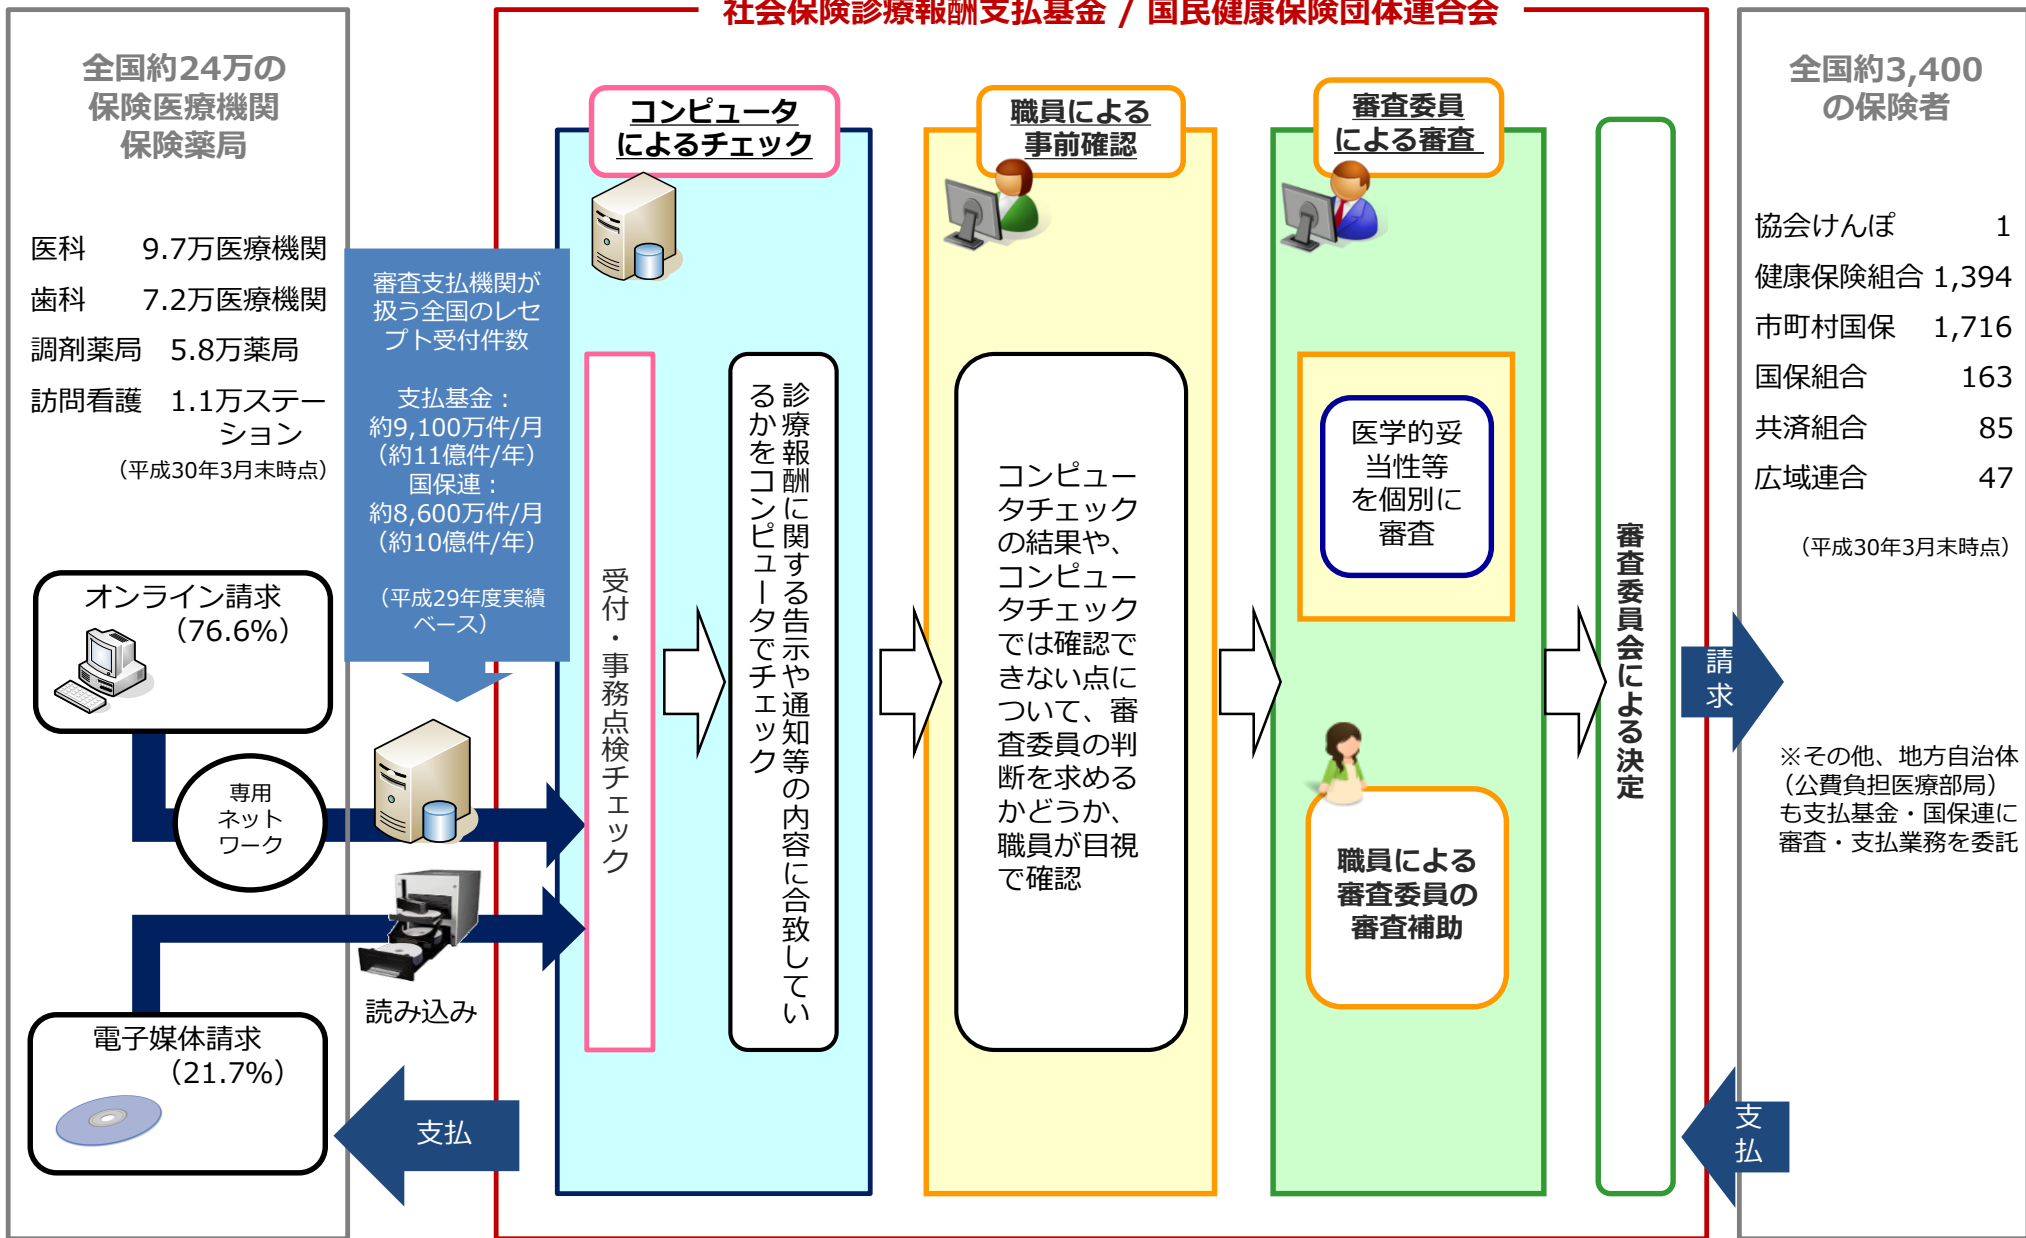 社会保険診療報酬支払基金 / 国民健康保険団体連合会
全国約24万の
保険医療機関
保険薬局
医科 9.7万医療機関
歯科 7.2万医療機関
調剤薬局 5.8万薬局
訪問看護 1.1万ステー
ション
（平成30年3月末時点）
オンライン請求
（76.6%）
専用
ネット
ワーク
電子媒体請求
（21.7%）
審査支払機関が
扱う全国のレセ
プト受付件数
支払基金：
約9,100万件/月
（約11億件/年）
国保連：
約8,600万件/月
（約10億件/年）
（平成29年度実績
ベース）
読み込み
支払
コンピュータ
によるチェック
受付・事務点検チェック
診療報酬に関する告示や通知等の内容に合致してい
るかをコンピュータでチェック
職員による
事前確認
コンピュー
タチェック
の結果や、
コンピュー
タチェック
では確認で
きない点に
ついて、審
査委員の判
断を求める
かどうか、
職員が目視
で確認
審査委員
による審査
医学的妥
当性等
を個別に
審査
職員による
審査委員の
審査補助
審査委員会による決定
請
求
支
払
全国約3,400
の保険者
協会けんぽ 1
健康保険組合 1,394
市町村国保 1,716
国保組合 163
共済組合 85
広域連合 47
（平成30年3月末時点）
※その他、地方自治体
（公費負担医療部局）
も支払基金・国保連に
審査・支払業務を委託